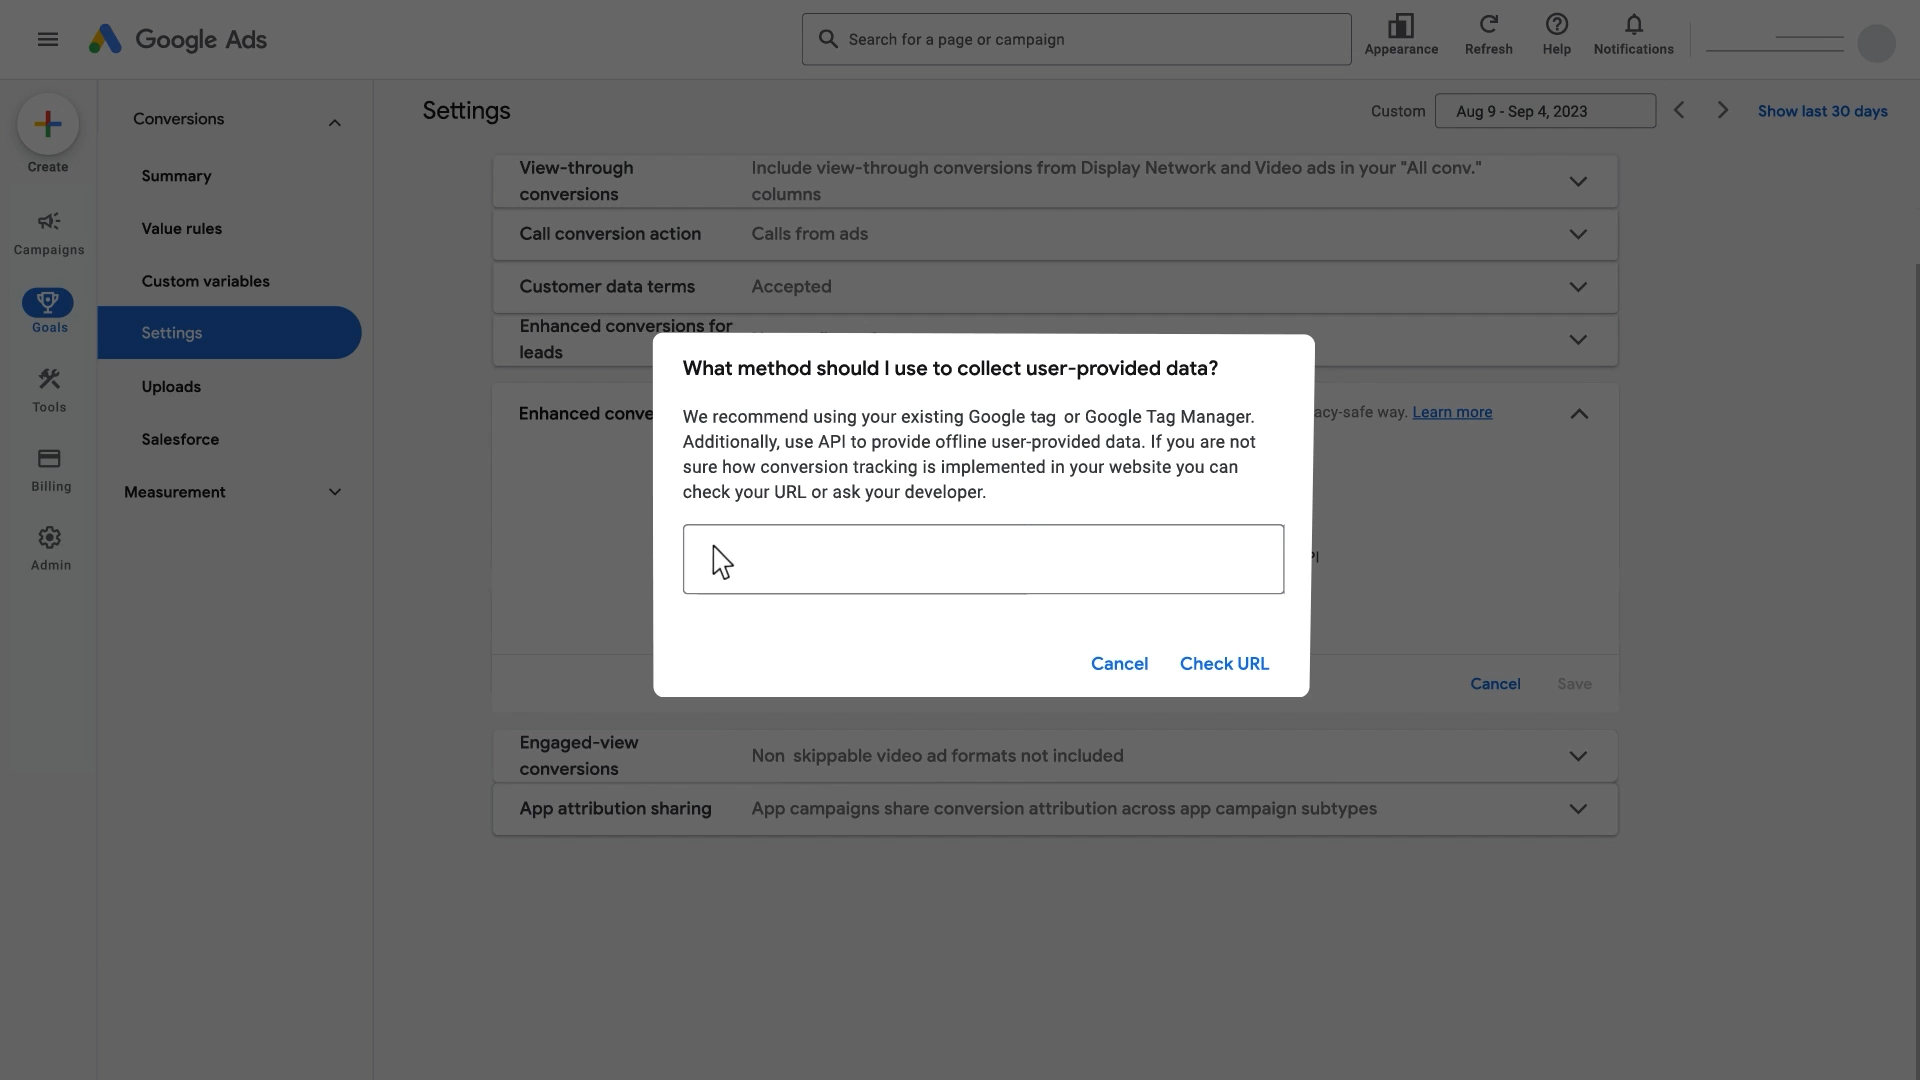 Google Ads
Search for a page or campaign
Appearance
Refresh
Help
Notifications
Create
Campaigns
Goals
Tools
Billing
Admin
Conversions
Summary
Value rules
Custom variables
Settings
Uploads
Salesforce
Measurement
Settings
Custom
Aug 9 - Sep 4, 2023
Show last 30 days
View-through
conversions
Include view-through conversions from Display Network and Video ads in your "All conv."
columns
Call conversion action
Calls from ads
Customer data terms
Accepted
Enhanced conversions for
leads
Enhanced conve
acy-safe way. Learn more
What method should I use to collect user-provided data?
We recommend using your existing Google tag or Google Tag Manager.
Additionally, use API to provide offline user-provided data. If you are not
sure how conversion tracking is implemented in your website you can
check your URL or ask your developer.
Cancel
Check URL
Cancel
Save
Engaged-view
conversions
Non skippable video ad formats not included
App attribution sharing
App campaigns share conversion attribution across app campaign subtypes